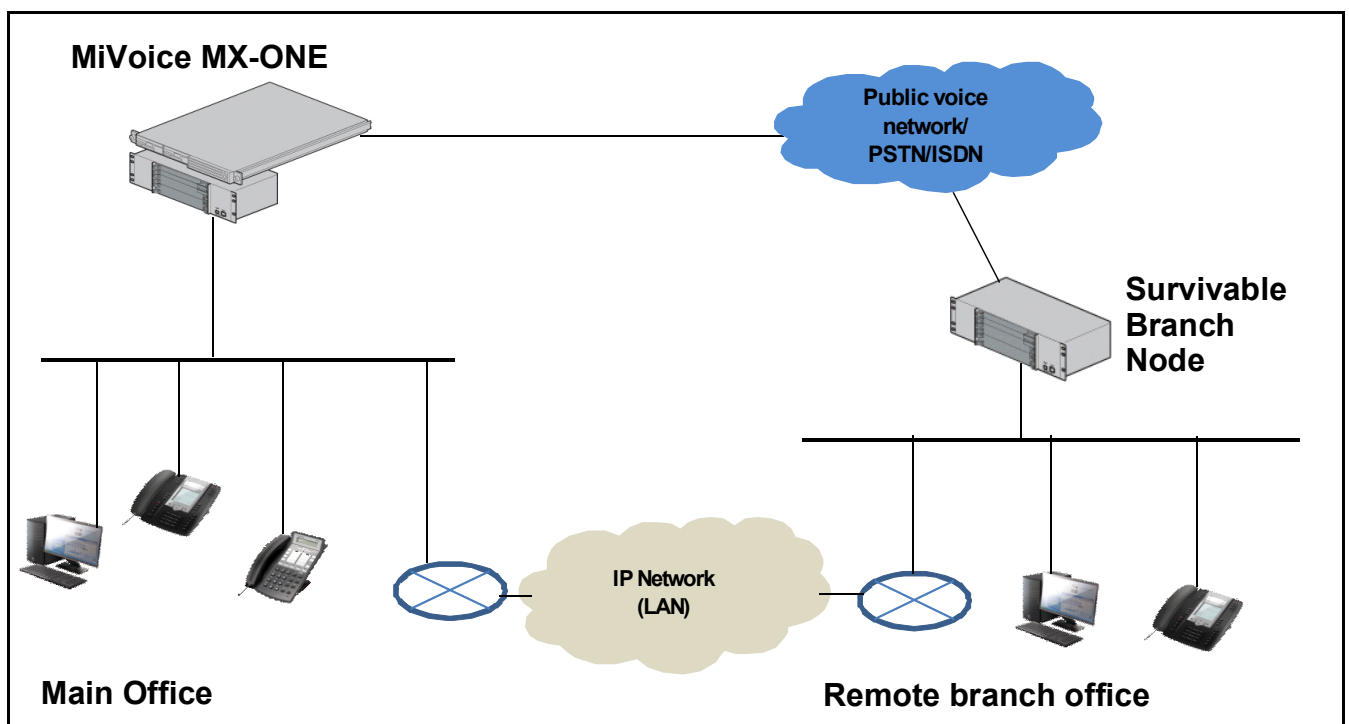 MiVoice MX-ONE
Public voice
network/
PSTN/ISDN
Survivable
Branch
Node
IP Network
(LAN)
Main Office
Remote branch office